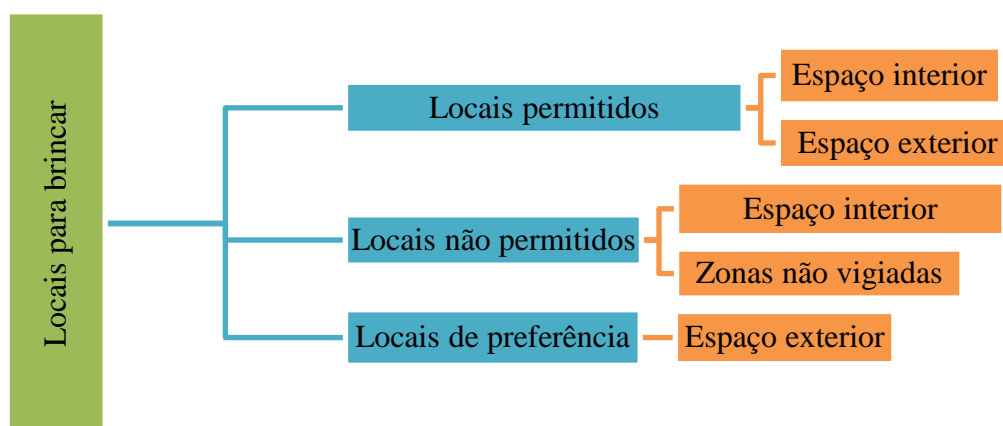 Locais para brincar
Locais permitidos
Espaço interior
Espaço exterior
Locais não permitidos
Espaço interior
Zonas não vigiadas
Locais de preferência
Espaço exterior